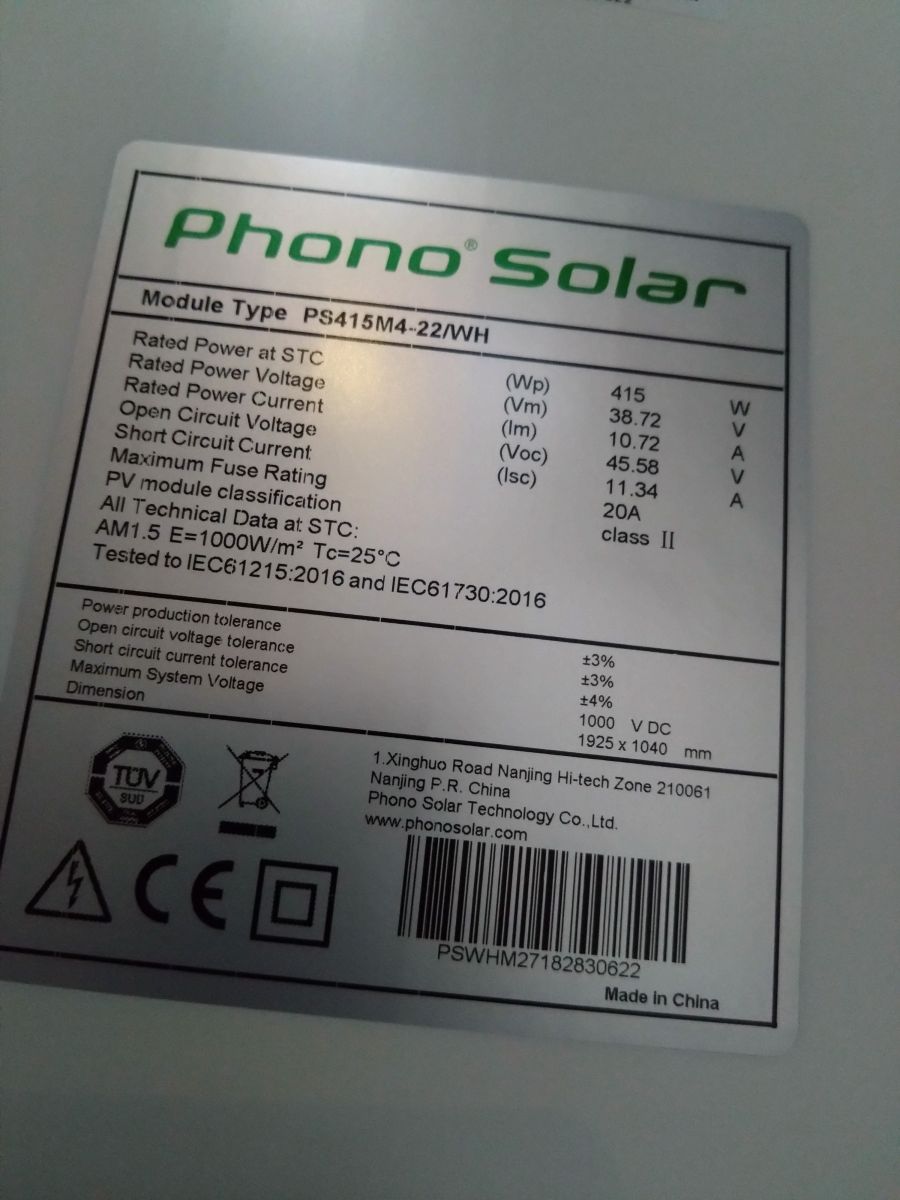 Phono® Solar
Module Type PS415M4-22/WH
Rated Power at STC (Wp) 415 W
Rated Power Voltage (Vm) 38.72 V
Rated Power Current (Im) 10.72 A
Open Circuit Voltage (Voc) 45.58 V
Short Circuit Current (Isc) 11.34 A
Maximum Fuse Rating 20A
PV module classification class II
All Technical Data at STC:
AM1.5 E=1000W/m² Tc=25°C
Tested to IEC61215:2016 and IEC61730:2016
Power production tolerance ±3%
Open circuit voltage tolerance ±3%
Short circuit current tolerance ±4%
Maximum System Voltage 1000 V DC
Dimension 1925 x 1040 mm
TÜV
SUD
CE
1.Xinghuo Road Nanjing Hi-tech Zone 210061
Nanjing P.R. China
Phono Solar Technology Co.,Ltd.
www.phonosolar.com
PSWHM27182830622
Made in China